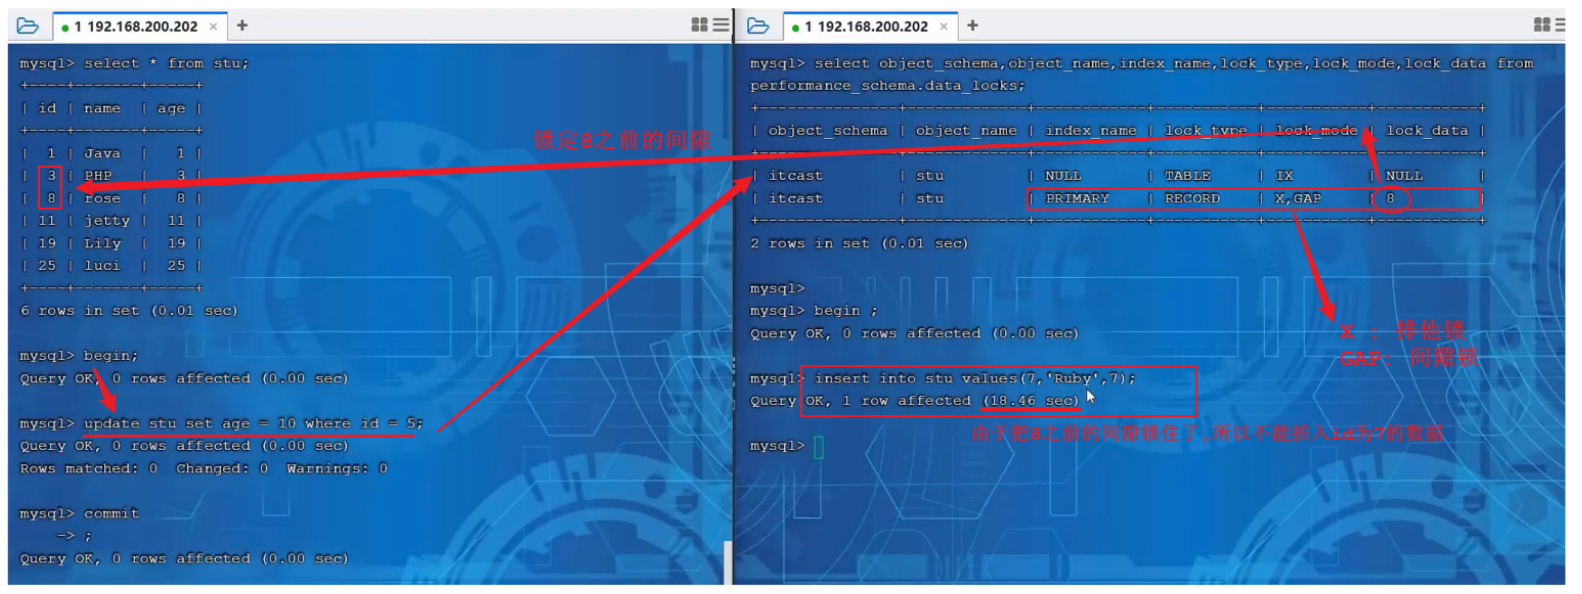 1 192.168.200.202 × +
mysql> select * from stu;
+----+-------+-----+
| id | name | age |
+----+-------+-----+
| 1 | Java | 1 |
| 3 | PHP | 3 |
| 8 | rose | 8 |
| 11 | jetty | 11 |
| 19 | Lily | 19 |
| 25 | luci | 25 |
+----+-------+-----+
6 rows in set (0.01 sec)
mysql> begin;
Query OK, 0 rows affected (0.00 sec)
mysql> update stu set age = 10 where id = 5;
Query OK, 0 rows affected (0.00 sec)
Rows matched: 0 Changed: 0 Warnings: 0
mysql> commit
-> ;
Query OK, 0 rows affected (0.00 sec)
锁定8之前的间隙
1 192.168.200.202 × +
mysql> select object_schema,object_name,index_name,lock_type,lock_mode,lock_data from
performance_schema.data_locks;
+---------------+-------------+------------+-----------+-----------+-----------+
| object_schema | object_name | index_name | lock_type | lock_mode | lock_data |
+---------------+-------------+------------+-----------+-----------+-----------+
| itcast | stu | NULL | TABLE | IX | NULL |
| itcast | stu | PRIMARY | RECORD | X,GAP | 8 |
+---------------+-------------+------------+-----------+-----------+-----------+
2 rows in set (0.01 sec)
mysql>
mysql> begin ;
Query OK, 0 rows affected (0.00 sec)
X : 排他锁
GAP: 间隙锁
mysql> insert into stu values(7,'Ruby',7);
Query OK, 1 row affected (18.46 sec)
由于把8之前的间隙锁住了,所以不能插入id为7的数据
mysql>